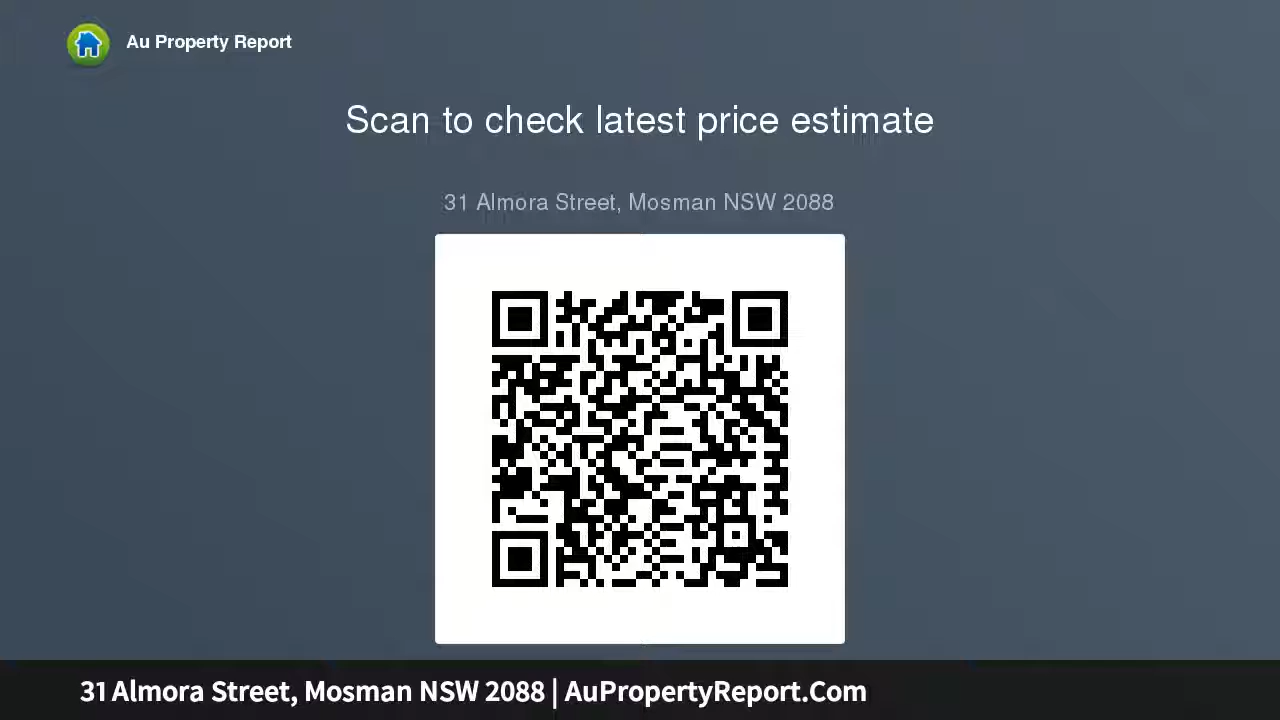 Au Property Report
Scan to check latest price estimate
31 Almora Street, Mosman NSW 2088
31 Almora Street, Mosman NSW 2088 | AuPropertyReport.Com